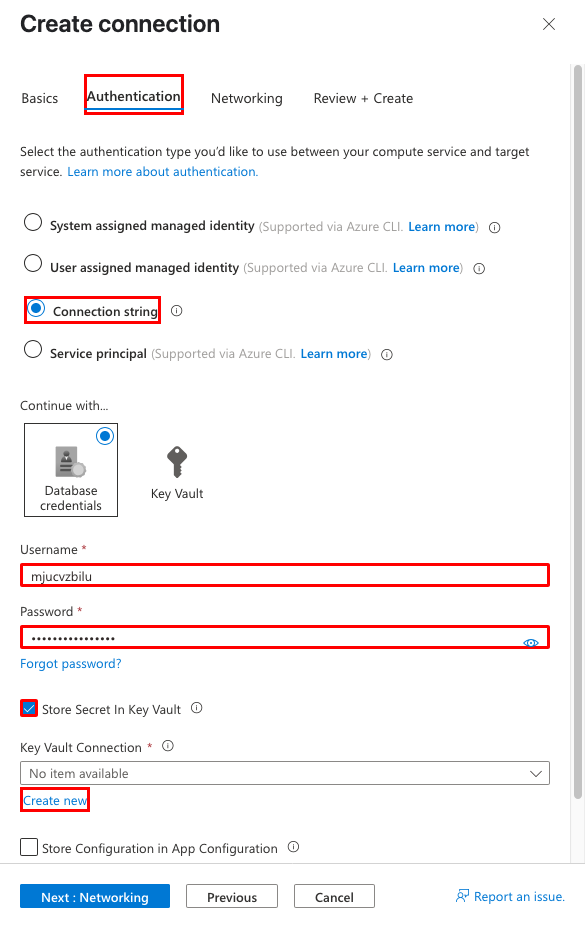 Create connection
Basics Authentication Networking Review + Create
Select the authentication type you'd like to use between your compute service and target
service. Learn more about authentication.
System assigned managed identity (Supported via Azure CLI. Learn more)
User assigned managed identity (Supported via Azure CLI. Learn more)
Connection string
Service principal (Supported via Azure CLI. Learn more)
Continue with...
Database
credentials
Key Vault
Username *
mjucvzbilu
Password *
••••••••••••••••
Forgot password?
Store Secret In Key Vault
Key Vault Connection *
No item available
Create new
Store Configuration in App Configuration
Next : Networking Previous Cancel Report an issue.